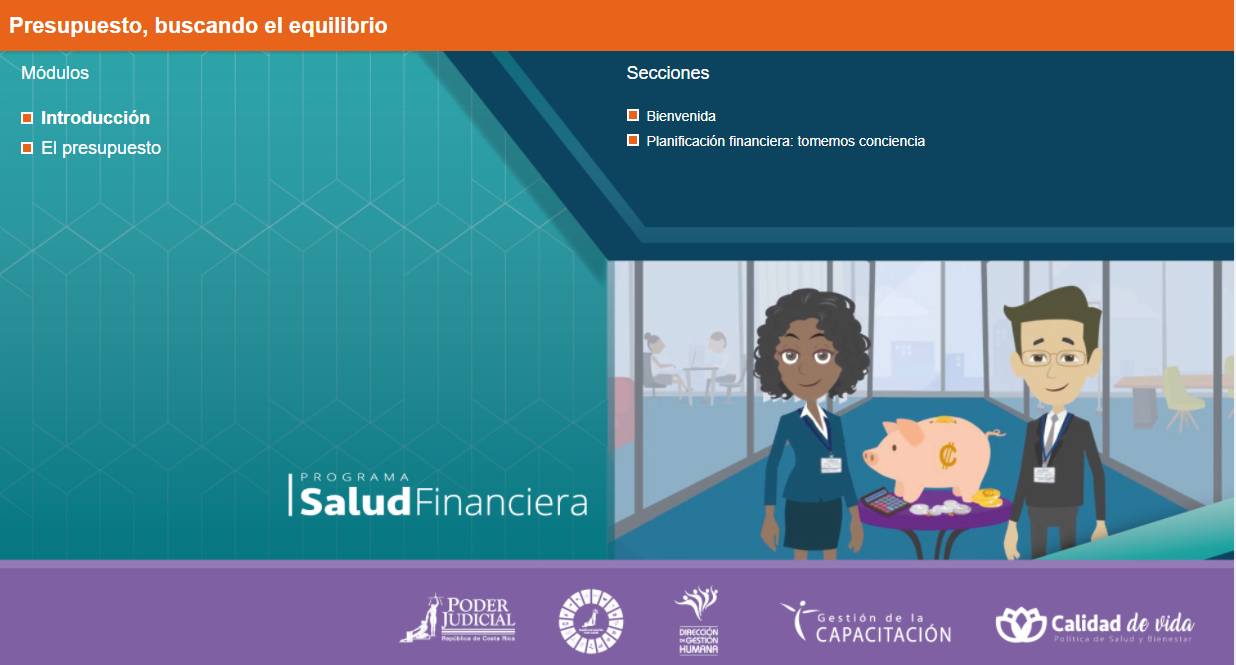 Presupuesto, buscando el equilibrio
Módulos
Introducción
El presupuesto
Secciones
Bienvenida
Planificación financiera: tomemos conciencia
₡
PROGRAMA
SaludFinanciera
PODER
JUDICIAL
República de Costa Rica
DIRECCIÓN
DE GESTIÓN
HUMANA
Gestión de la
CAPACITACIÓN
Calidad de vida
Política de Salud y Bienestar